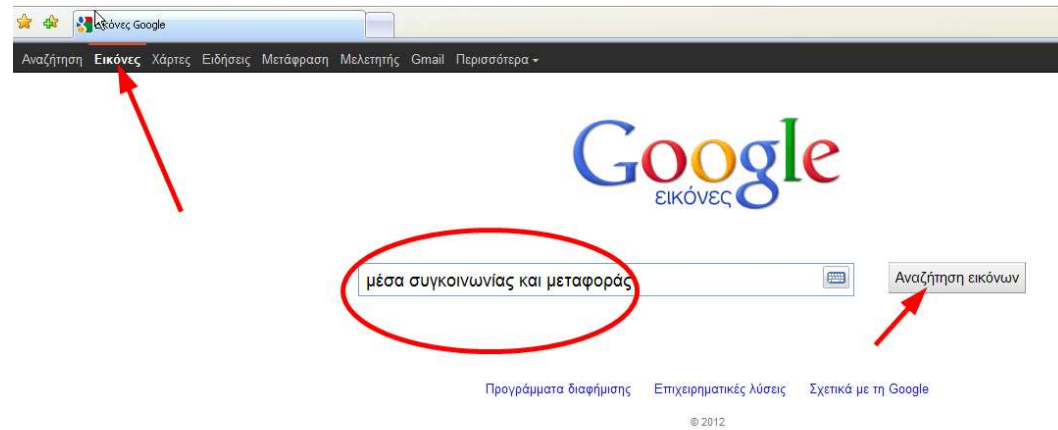 εικόνες Google
Αναζήτηση Εικόνες Χάρτες Ειδήσεις Μετάφραση Μελετητής Gmail Περισσότερα
Google
εικόνες
μέσα συγκοινωνίας και μεταφοράς
Αναζήτηση εικόνων
Προγράμματα διαφήμισης Επιχειρηματικές λύσεις Σχετικά με τη Google
© 2012